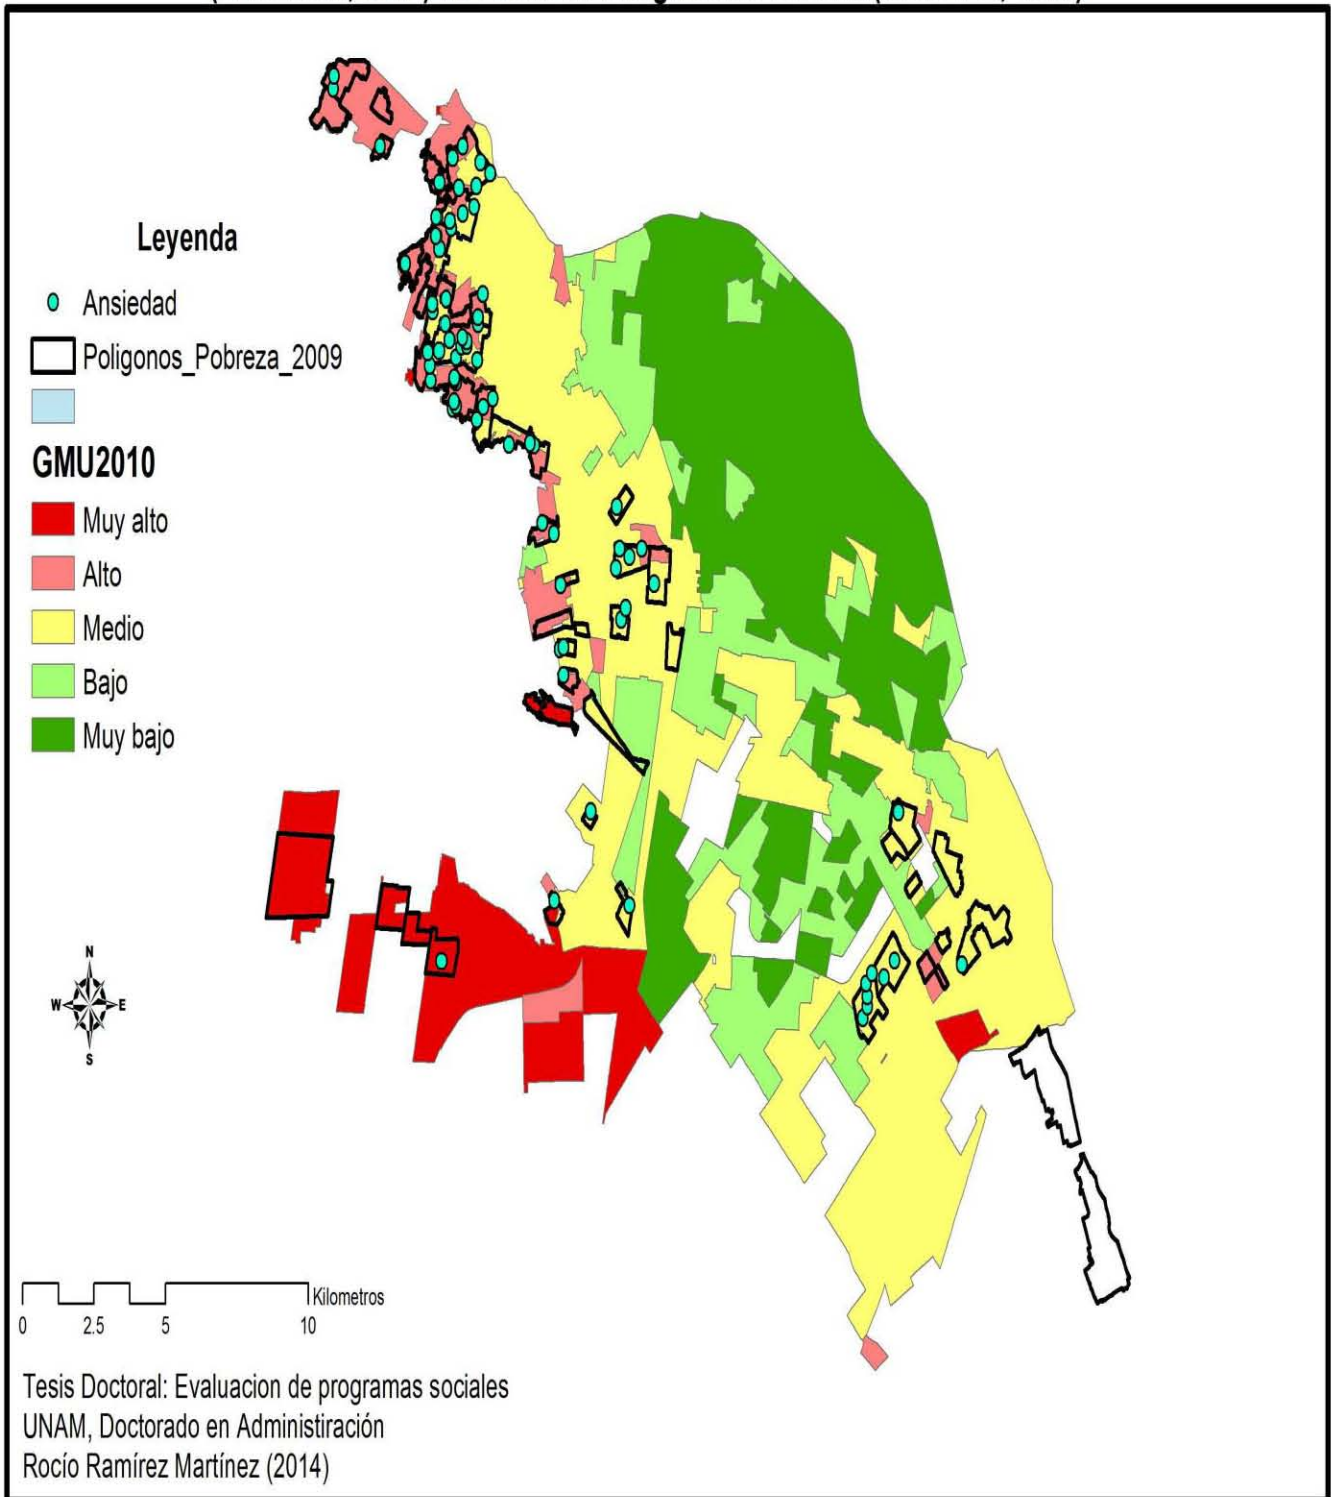 Leyenda
Ansiedad
Poligonos_Pobreza_2009
GMU2010
Muy alto
Alto
Medio
Bajo
Muy bajo
N
W E
S
Kilometros
0 2.5 5 10
Tesis Doctoral: Evaluacion de programas sociales
UNAM, Doctorado en Administiración
Rocío Ramírez Martínez (2014)